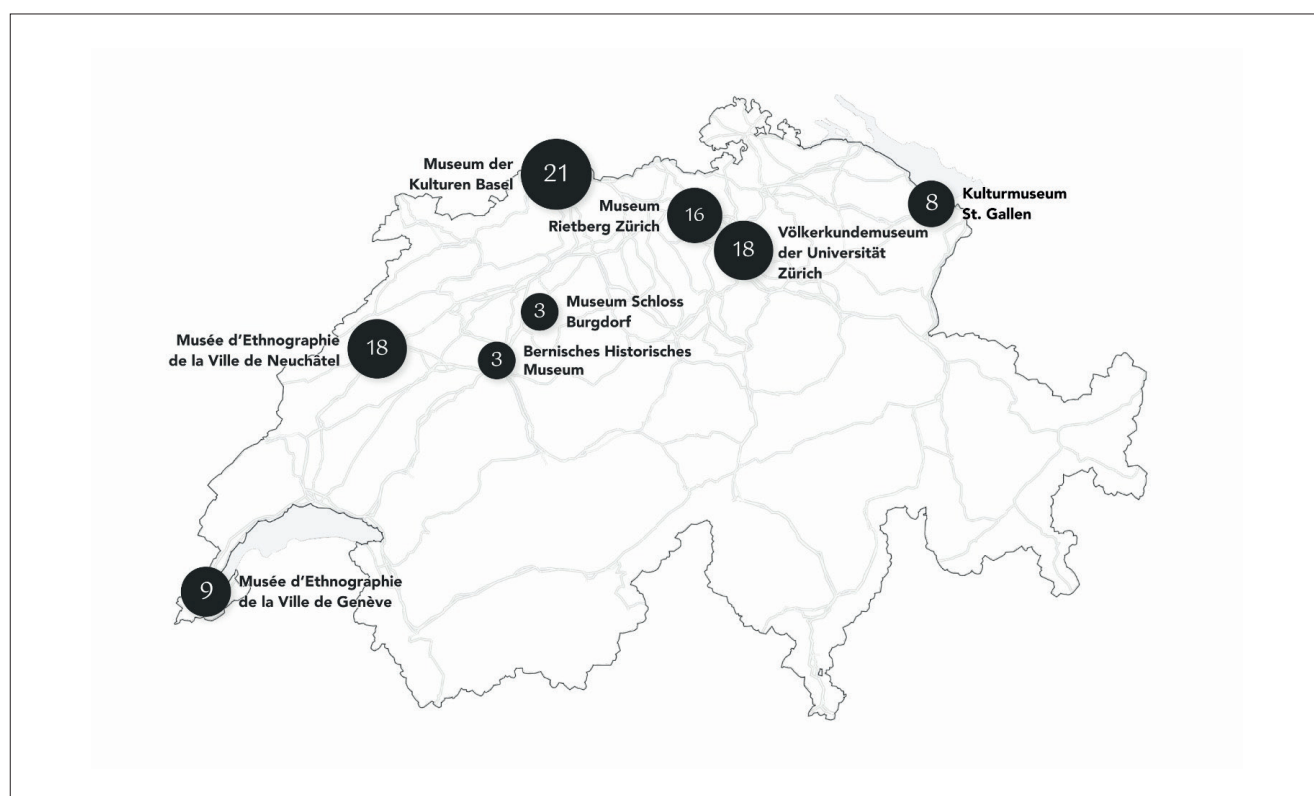 Museum der
Kulturen Basel
21
Museum
Rietberg Zürich
16
8
Kulturmuseum
St. Gallen
18
Völkerkundemuseum
der Universität
Zürich
3
Museum Schloss
Burgdorf
Musée d’Ethnographie
de la Ville de Neuchâtel
18
3
Bernisches Historisches
Museum
9
Musée d’Ethnographie
de la Ville de Genève